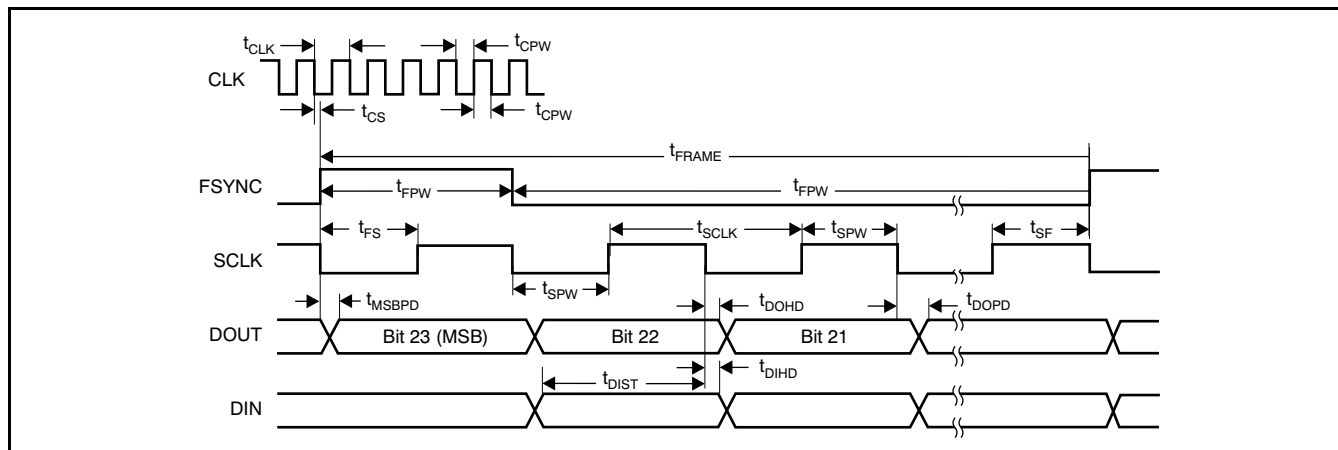 tCLK
tCPW
CLK
tCS
tCPW
tFRAME
FSYNC
tFPW
tFPW
tFS
tSCLK
tSPW
tSF
SCLK
tSPW
tMSBPD
tDOHD
tDOPD
DOUT
Bit 23 (MSB)
Bit 22
Bit 21
tDIST
tDIHD
DIN